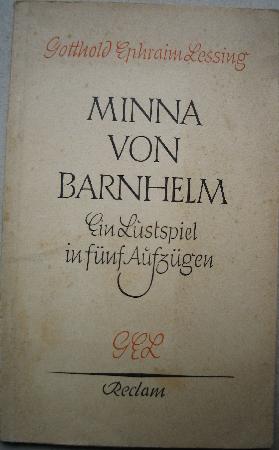 Gotthold Ephraim Lessing
MINNA
VON
BARNHELM
Ein Lustspiel
in fünf Aufzügen
GEL
Reclam